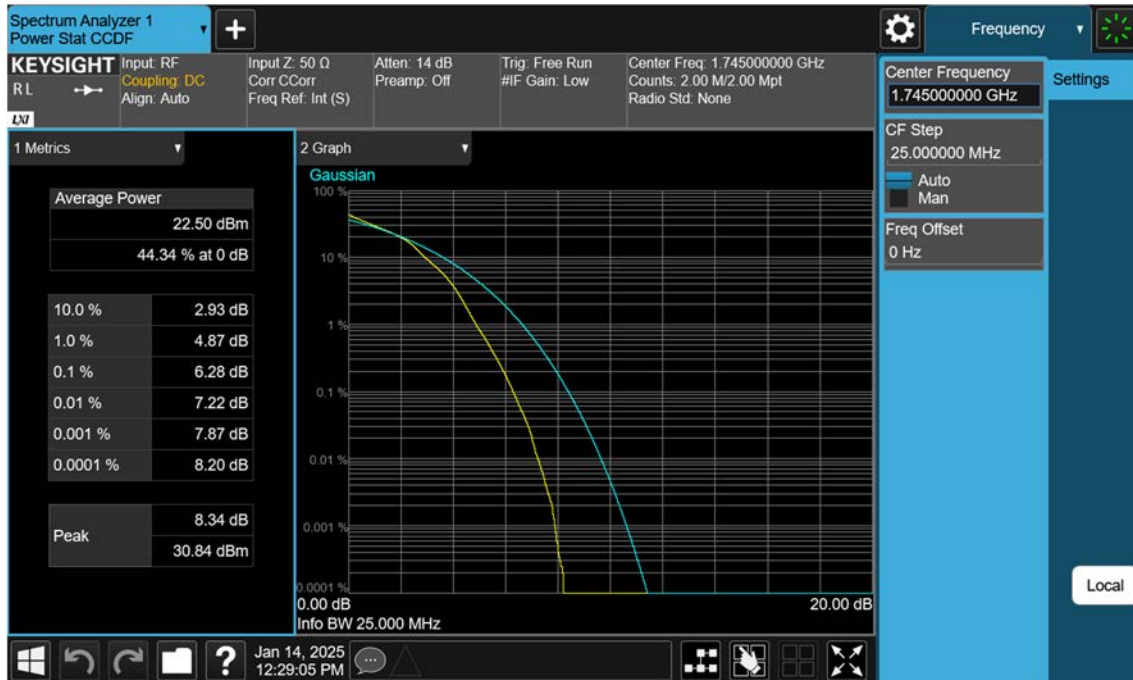 Spectrum Analyzer 1
Power Stat CCDF
+
Frequency
KEYSIGHT
RL
LXI
Input: RF
Coupling: DC
Align: Auto
Input Z: 50 Ω
Corr CCorr
Freq Ref: Int (S)
Atten: 14 dB
Preamp: Off
Trig: Free Run
#IF Gain: Low
Center Freq: 1.745000000 GHz
Counts: 2.00 M/2.00 Mpt
Radio Std: None
Center Frequency
1.745000000 GHz
Settings
CF Step
25.000000 MHz
Auto
Man
Freq Offset
0 Hz
1 Metrics
Average Power
22.50 dBm
44.34 % at 0 dB
10.0 % 2.93 dB
1.0 % 4.87 dB
0.1 % 6.28 dB
0.01 % 7.22 dB
0.001 % 7.87 dB
0.0001 % 8.20 dB
Peak
8.34 dB
30.84 dBm
2 Graph
Gaussian
100 %
10 %
1 %
0.1 %
0.01 %
0.001 %
0.0001 %
0.00 dB 20.00 dB
Info BW 25.000 MHz
Local
?
Jan 14, 2025
12:29:05 PM